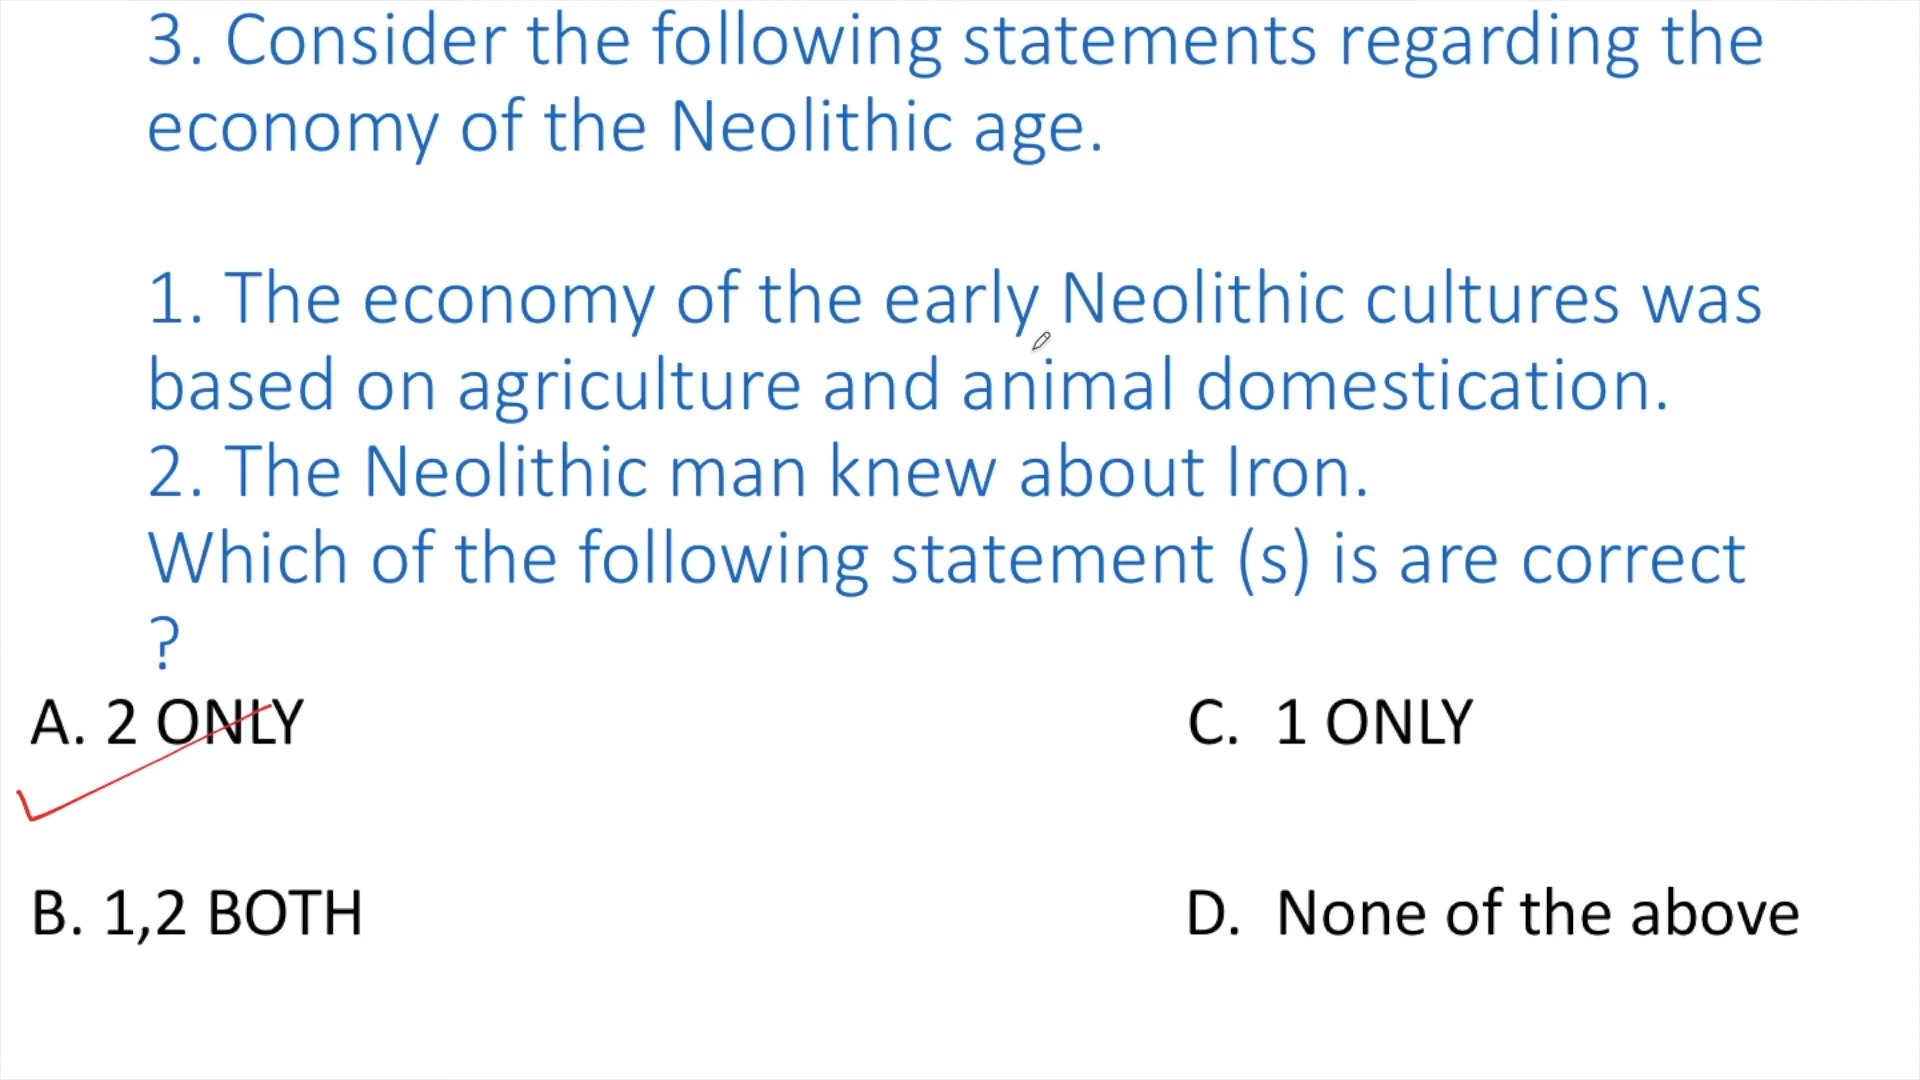 3. Consider the following statements regarding the
economy of the Neolithic age.
1. The economy of the early Neolithic cultures was
based on agriculture and animal domestication.
2. The Neolithic man knew about Iron.
Which of the following statement (s) is are correct
?
A. 2 ONLY
C. 1 ONLY
B. 1,2 BOTH
D. None of the above